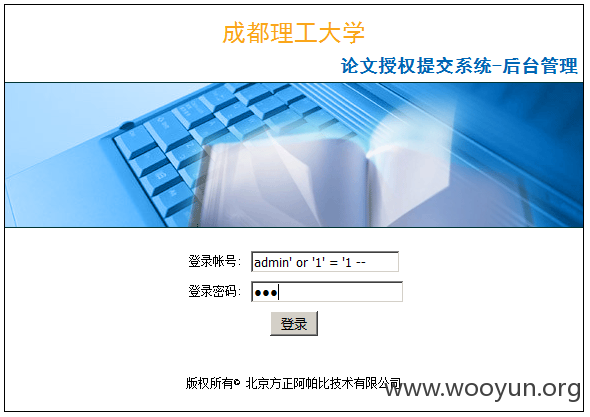 成都理工大学
论文授权提交系统-后台管理
登录帐号： admin' or '1' = '1 --
登录密码： ●●●
登录
版权所有© 北京方正阿帕比技术有限公司
www.wooyun.org